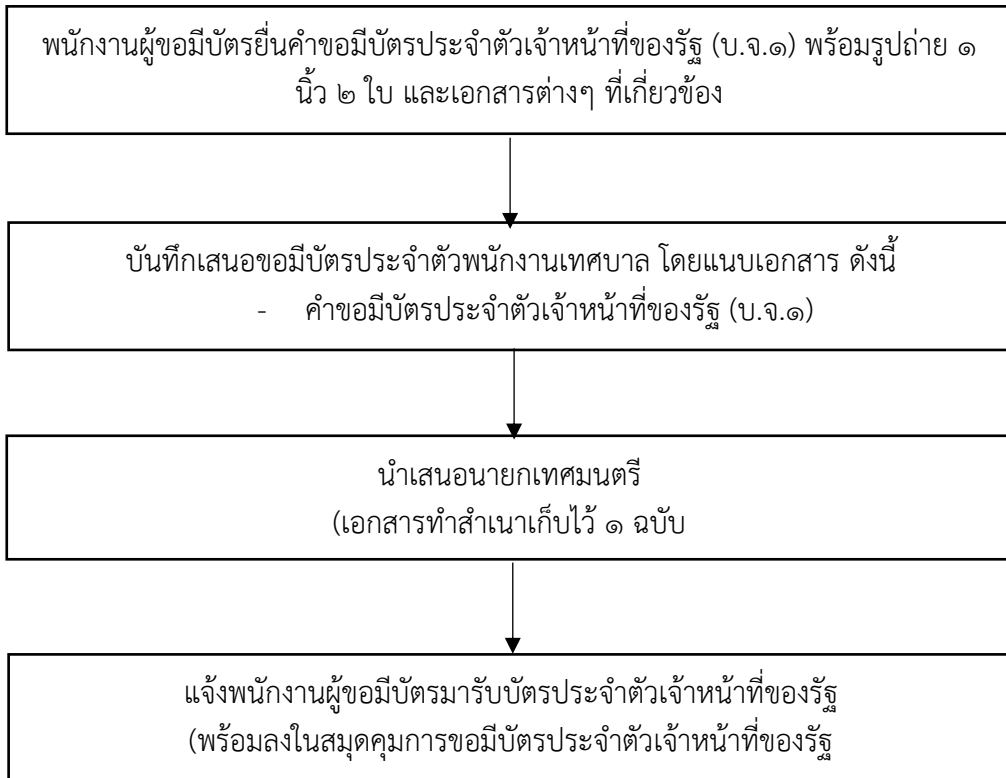 พนักงานผู้ขอมีบัตรยื่นคำขอมีบัตรประจำตัวเจ้าหน้าที่ของรัฐ (บ.จ.๑) พร้อมรูปถ่าย ๑
นิ้ว ๒ ใบ และเอกสารต่างๆ ที่เกี่ยวข้อง
บันทึกเสนอขอมีบัตรประจำตัวพนักงานเทศบาล โดยแนบเอกสาร ดังนี้
- คำขอมีบัตรประจำตัวเจ้าหน้าที่ของรัฐ (บ.จ.๑)
นำเสนอนายกเทศมนตรี
(เอกสารทำสำเนาเก็บไว้ ๑ ฉบับ
แจ้งพนักงานผู้ขอมีบัตรมารับบัตรประจำตัวเจ้าหน้าที่ของรัฐ
(พร้อมลงในสมุดคุมการขอมีบัตรประจำตัวเจ้าหน้าที่ของรัฐ